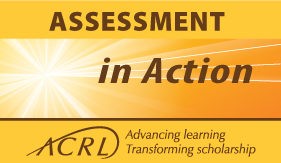 ASSESSMENT
in Action
ACRL
Advancing learning
Transforming scholarship